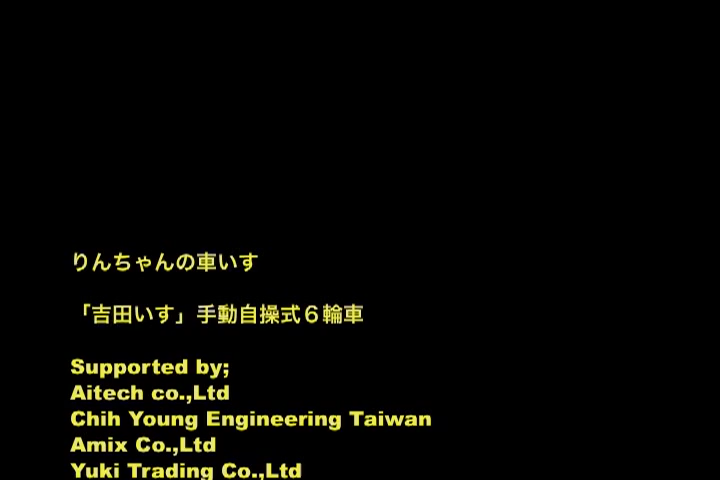 りんちゃんの車いす
「吉田いす」手動自操式６輪車
Supported by;
Aitech co.,Ltd
Chih Young Engineering Taiwan
Amix Co.,Ltd
Yuki Trading Co.,Ltd